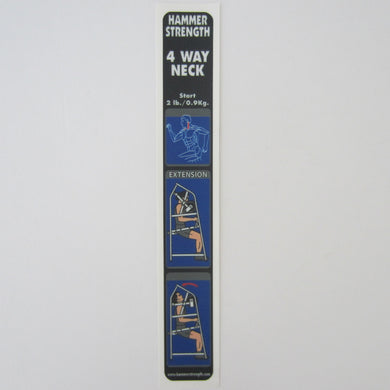 HAMMER
STRENGTH
4 WAY
NECK
Start
2 lb./0.9Kg.
EXTENSION
www.hammerstrength.com